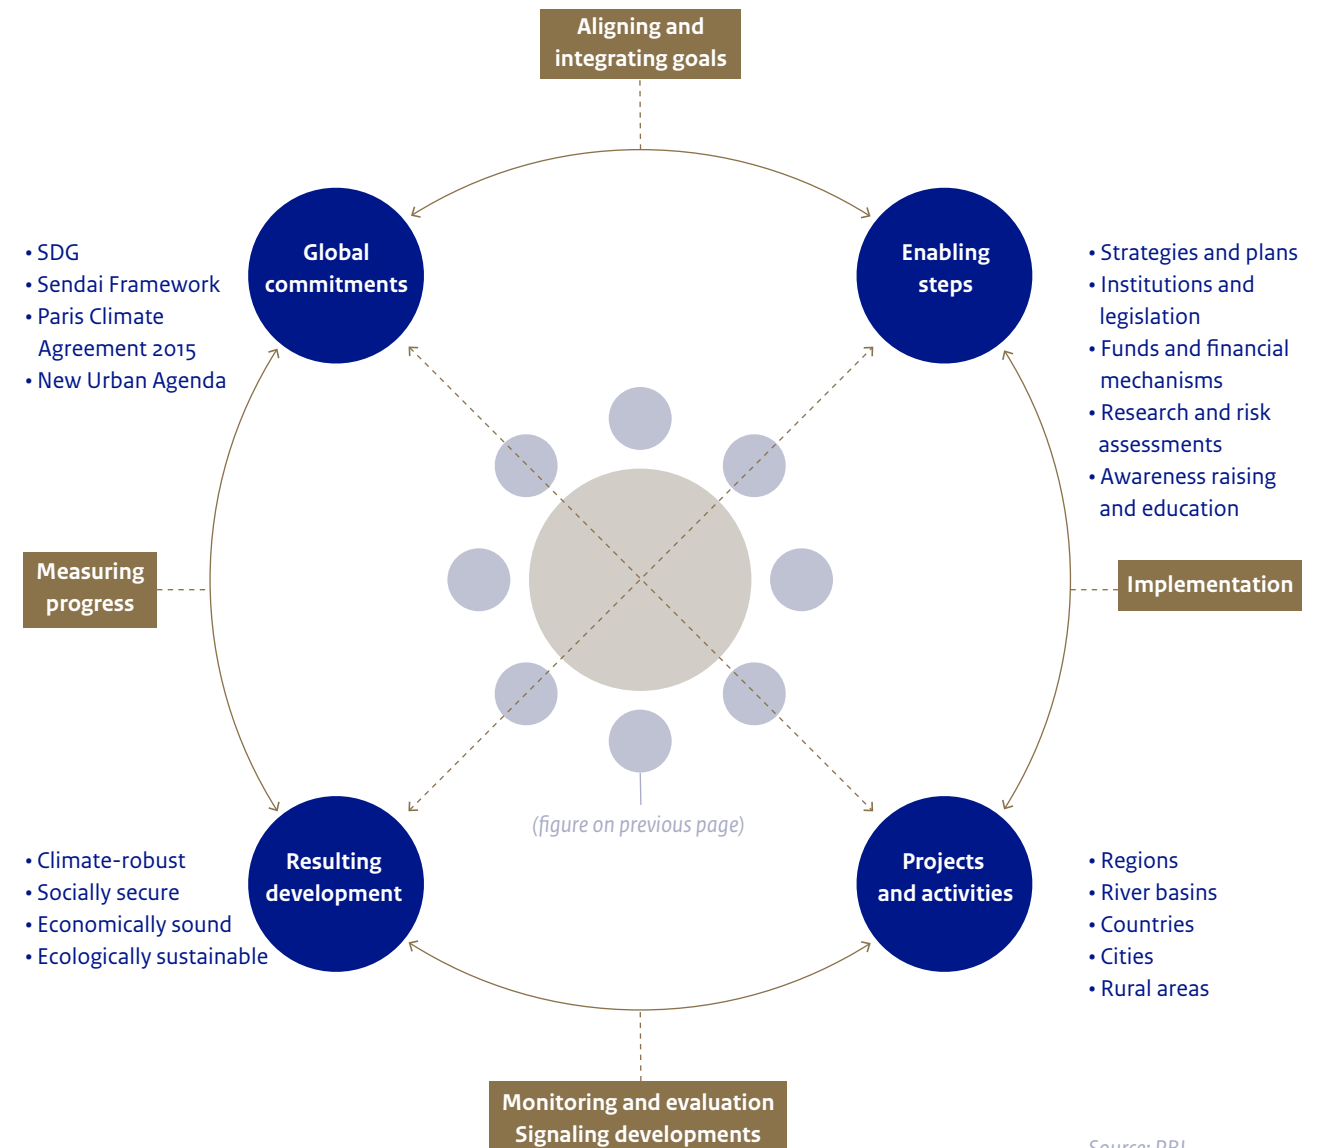 Aligning and
integrating goals
Global
commitments
• SDG
• Sendai Framework
• Paris Climate
Agreement 2015
• New Urban Agenda
Enabling
steps
• Strategies and plans
• Institutions and
legislation
• Funds and financial
mechanisms
• Research and risk
assessments
• Awareness raising
and education
Measuring
progress
Implementation
(figure on previous page)
Resulting
development
• Climate-robust
• Socially secure
• Economically sound
• Ecologically sustainable
Projects
and activities
• Regions
• River basins
• Countries
• Cities
• Rural areas
Monitoring and evaluation
Signaling developments
Source: PBL